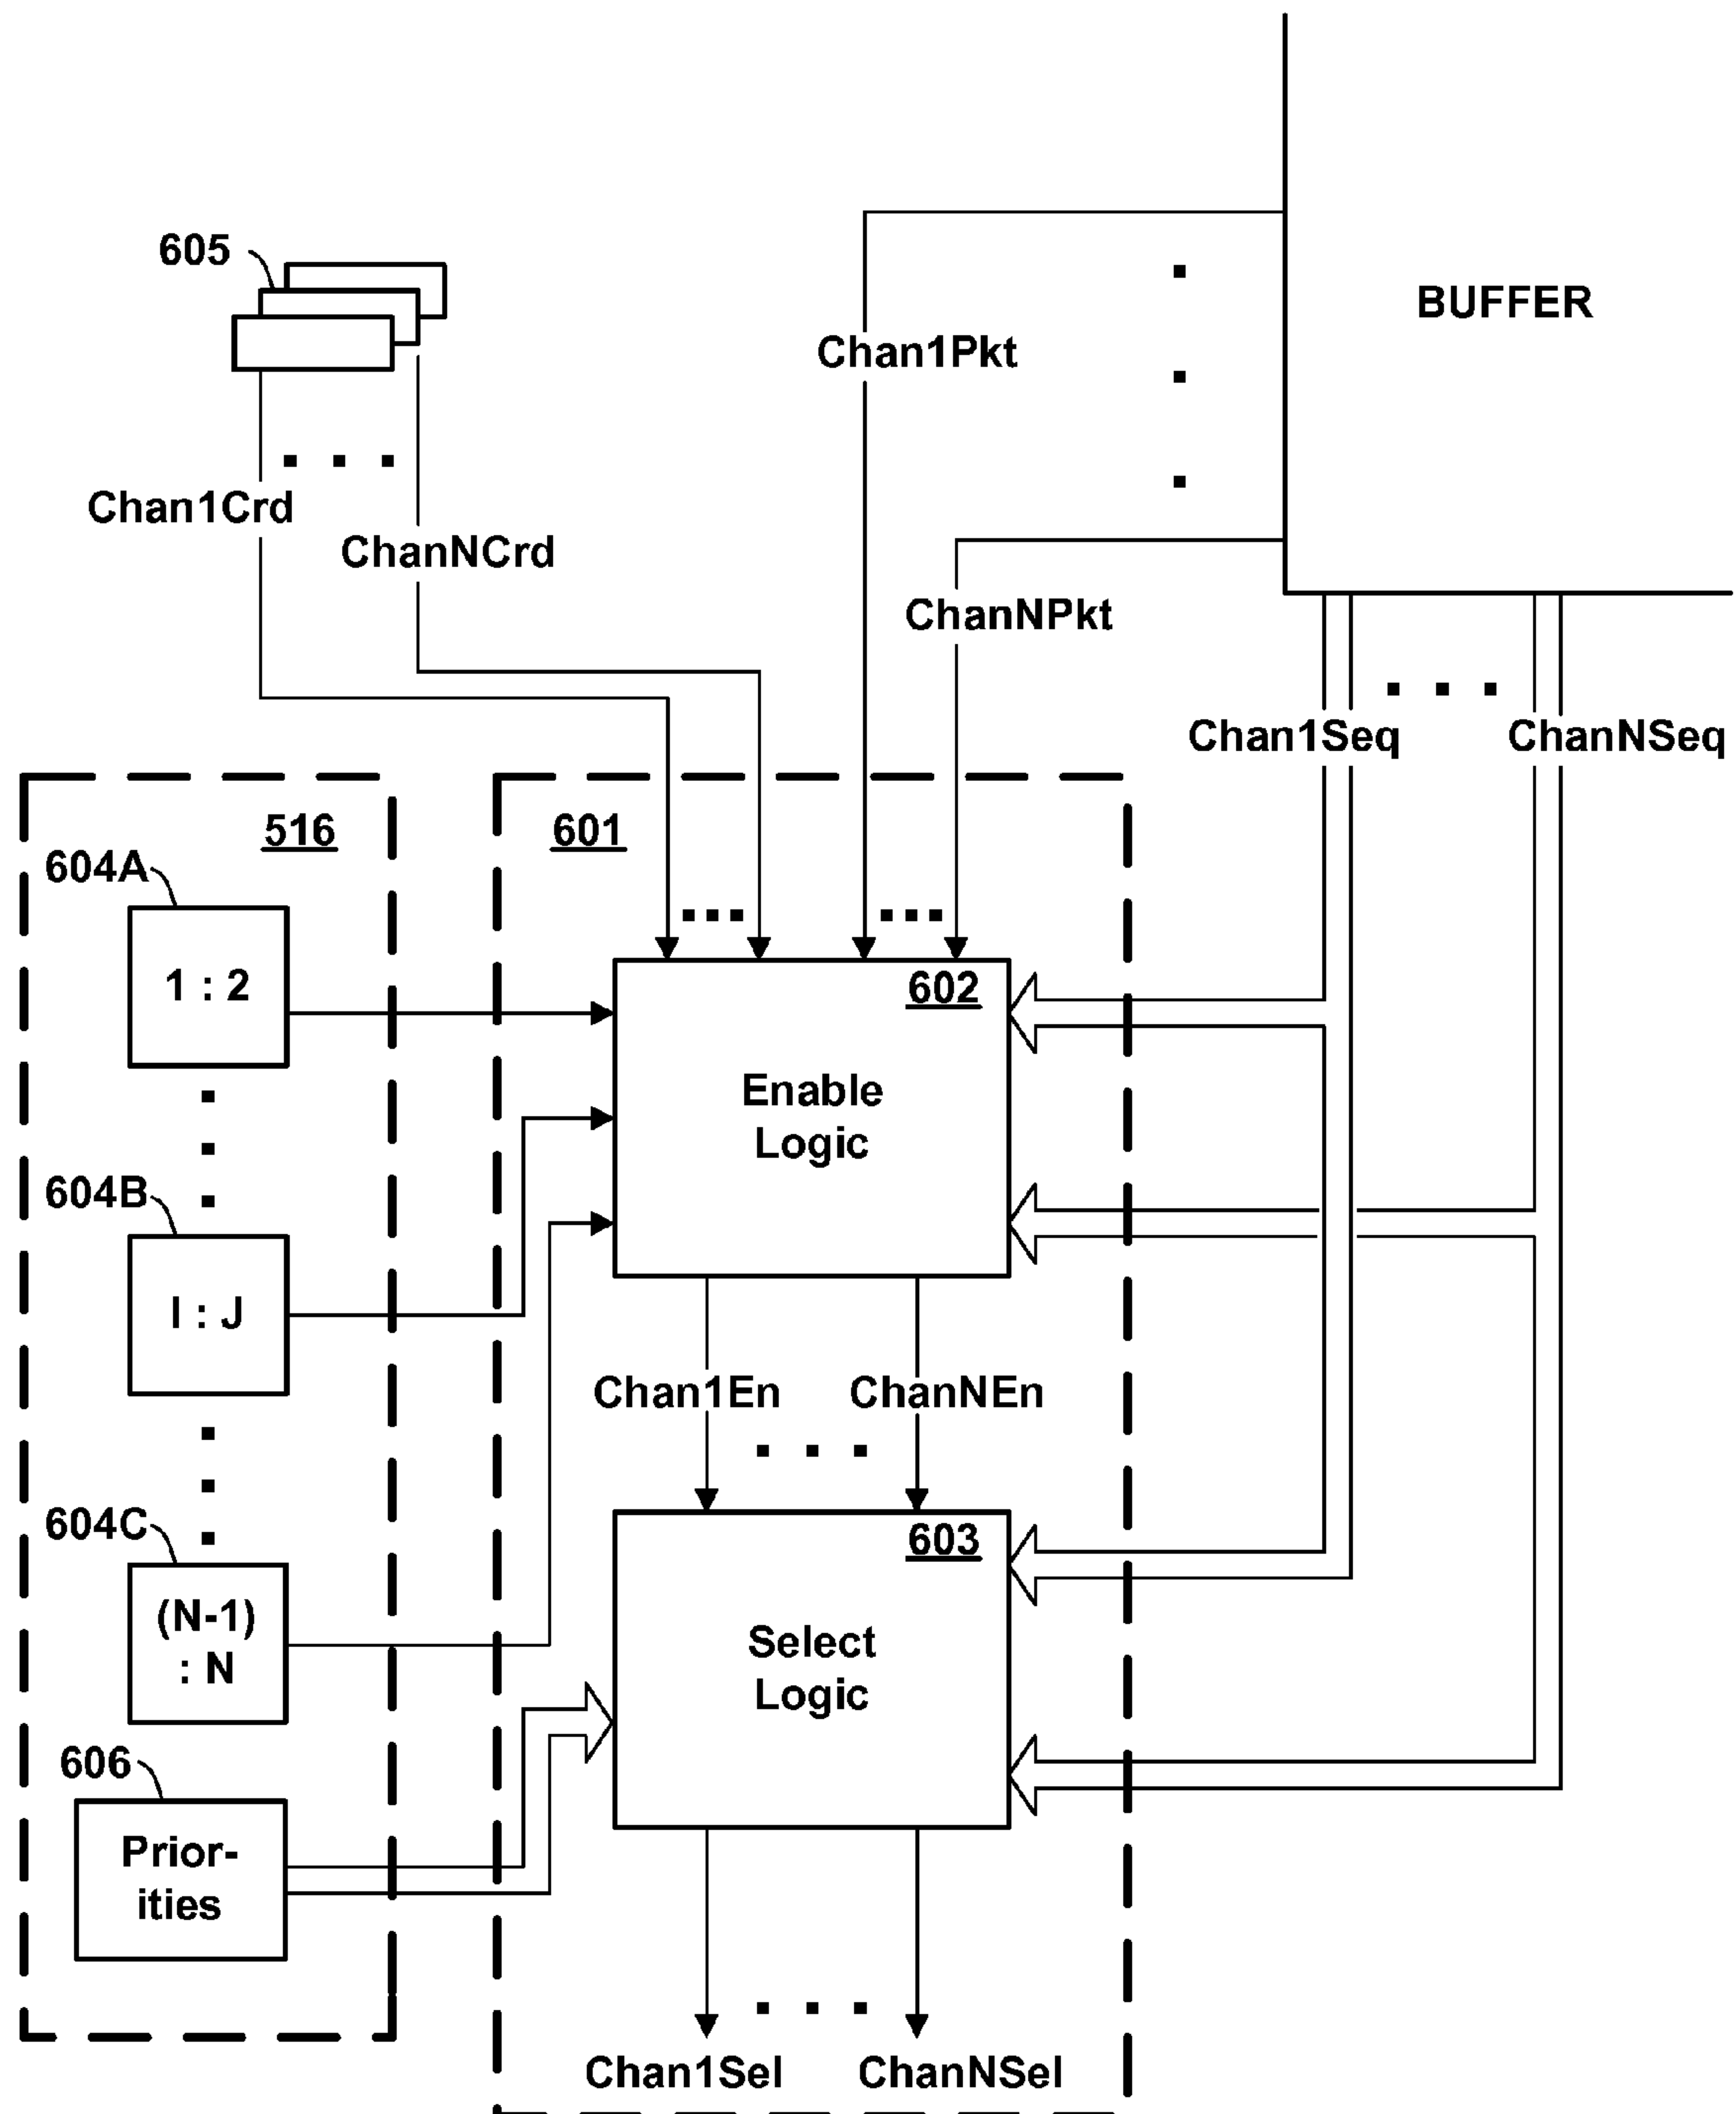 605
BUFFER
Chan1Pkt
Chan1Crd
ChanNCrd
ChanNPkt
Chan1Seq
ChanNSeq
516
601
604A
1 : 2
602
Enable
Logic
604B
I : J
Chan1En
ChanNEn
604C
(N-1)
: N
603
Select
Logic
606
Prior-
ities
Chan1Sel
ChanNSel